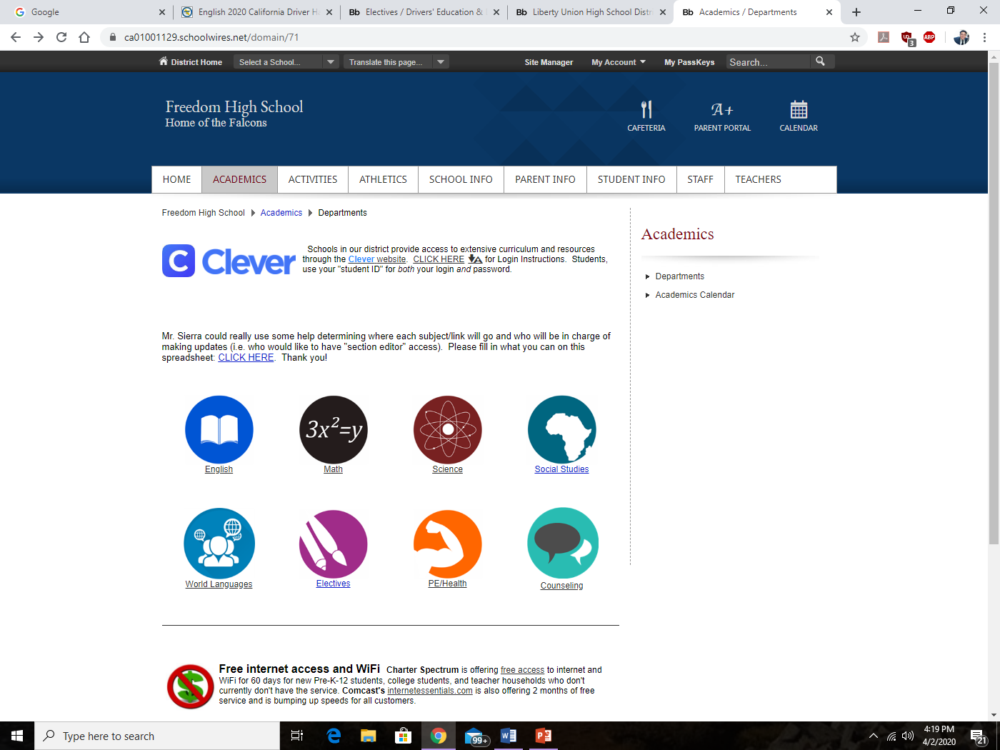 Google
English 2020 California Driver H
Bb Electives / Drivers' Education &
Bb Liberty Union High School Distri
Bb Academics / Departments
ca01001129.schoolwires.net/domain/71
3
ABP
District Home
Select a School...
Translate this page...
Site Manager
My Account
My PassKeys
Search...
Freedom High School
Home of the Falcons
A+
CAFETERIA
PARENT PORTAL
CALENDAR
HOME
ACADEMICS
ACTIVITIES
ATHLETICS
SCHOOL INFO
PARENT INFO
STUDENT INFO
STAFF
TEACHERS
Freedom High School
Academics
Departments
C Clever
Schools in our district provide access to extensive curriculum and resources
through the Clever website. CLICK HERE for Login Instructions. Students,
use your "student ID" for both your login and password.
Mr. Sierra could really use some help determining where each subject/link will go and who will be in charge of
making updates (i.e. who would like to have "section editor" access). Please fill in what you can on this
spreadsheet: CLICK HERE. Thank you!
3x²=y
English
Math
Science
Social Studies
World Languages
Electives
PE/Health
Counseling
Free internet access and WiFi Charter Spectrum is offering free access to internet and
WiFi for 60 days for new Pre-K-12 students, college students, and teacher households who don't
currently don't have the service. Comcast's internetessentials.com is also offering 2 months of free
service and is bumping up speeds for all customers.
Academics
Departments
Academics Calendar
Type here to search
99+
4:19 PM
4/2/2020
21